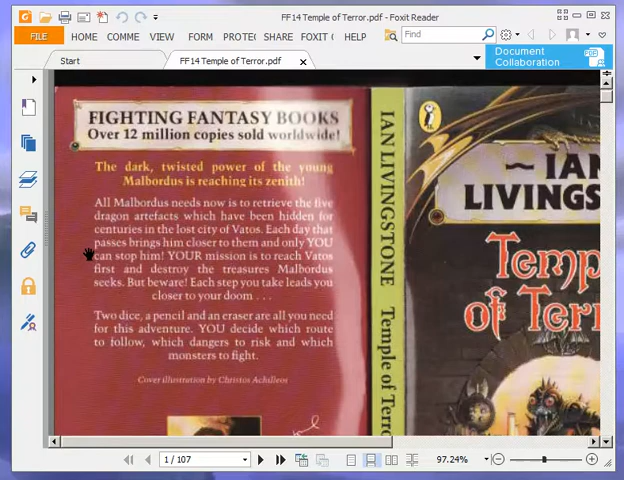 FF14 Temple of Terror.pdf - Foxit Reader
FILE HOME COMME VIEW FORM PROTEC SHARE FOXIT C HELP Find
Document
Collaboration
Start FF14 Temple of Terror.pdf
FIGHTING FANTASY BOOKS
Over 12 million copies sold worldwide!
The dark, twisted power of the young
Malbordus is reaching its zenith!
All Malbordus needs now is to retrieve the five
dragon artefacts which have been hidden for
centuries in the lost city of Vatos. Each day that
passes brings him closer to them and only YOU
can stop him! YOUR mission is to reach Vatos
first and destroy the treasures Malbordus
seeks. But beware! Each step you take leads you
closer to your doom . . .
Two dice, a pencil and an eraser are all you need
for this adventure. YOU decide which route
to follow, which dangers to risk and which
monsters to fight.
Cover illustration by Christos Achilleos
IAN LIVINGSTONE Temple of Terro
~ IAN
LIVINGS
Temp
of Ter
1 / 107
97.24%